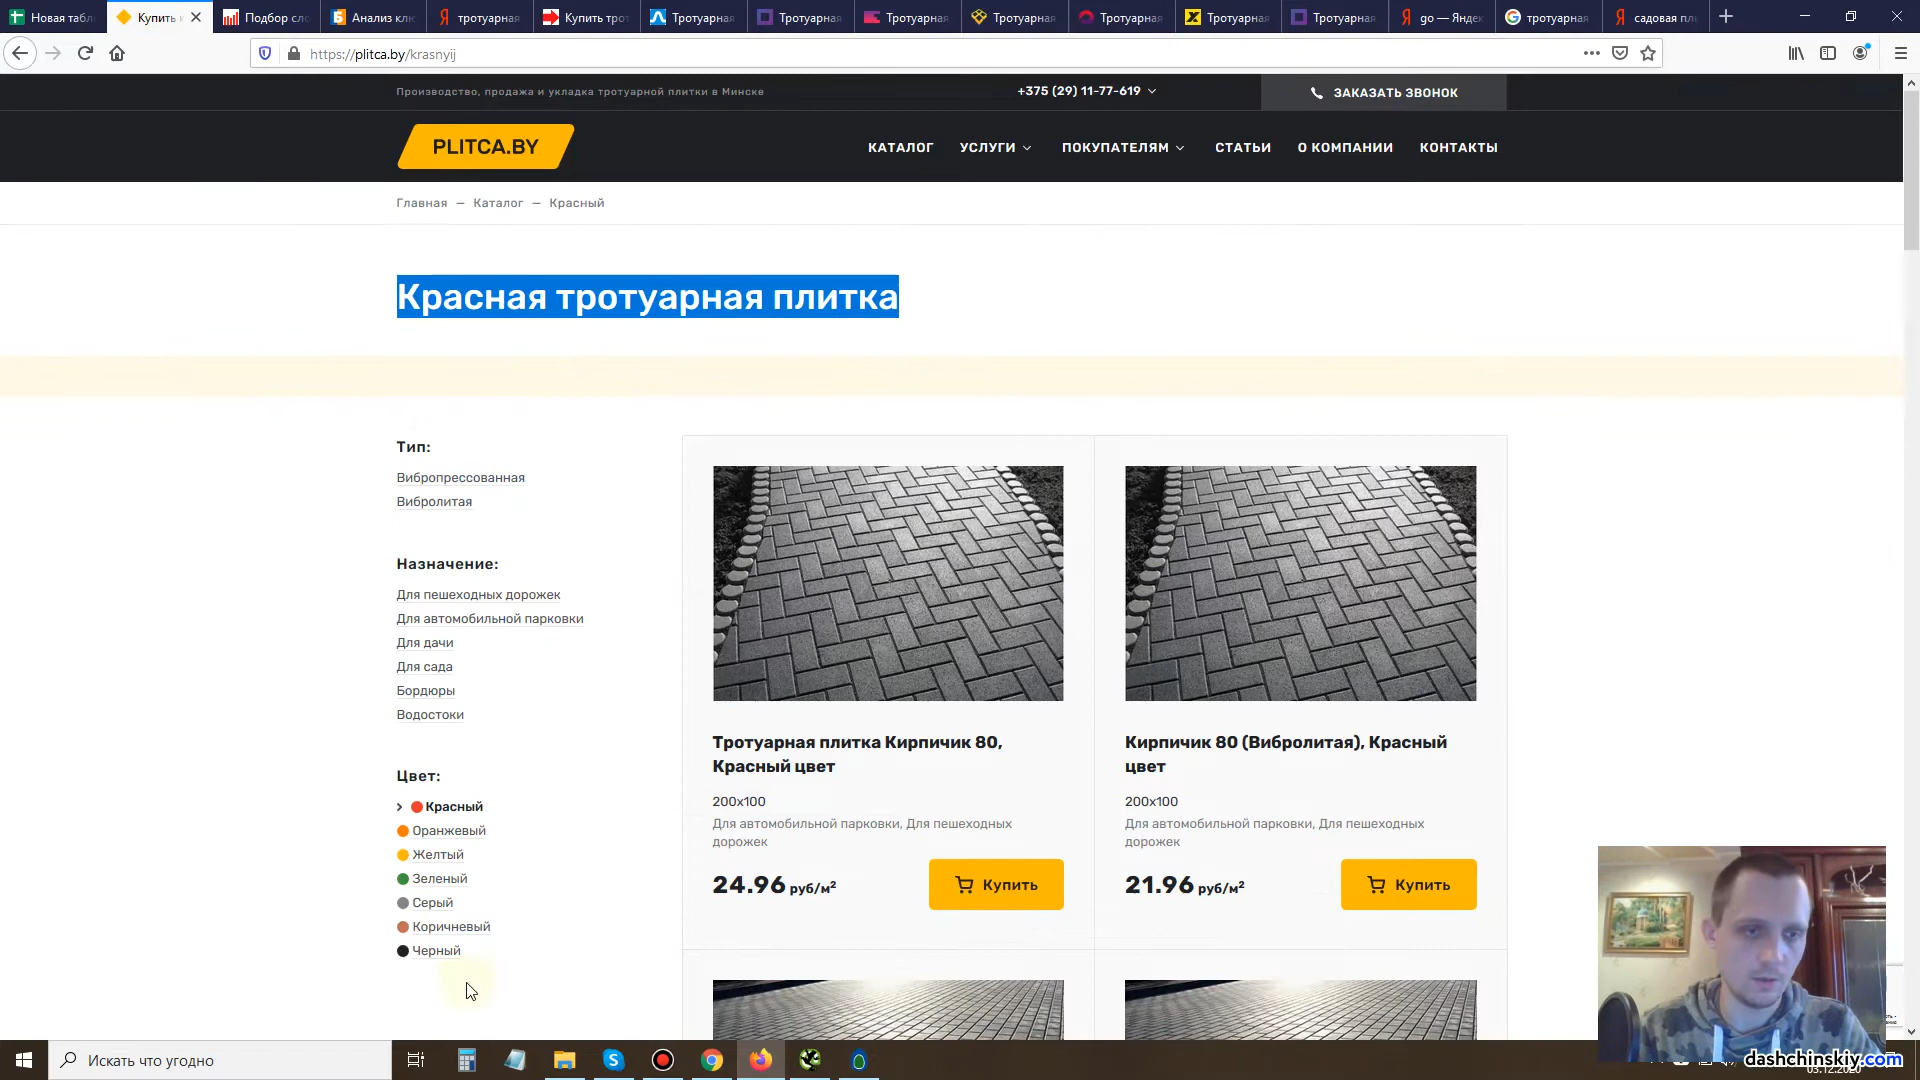 Новая табл
Купить и
Подбор сло
Анализ клю
тротуарная
Купить трот
Тротуарная
Тротуарная
Тротуарная
Тротуарная
Тротуарная
Тротуарная
Тротуарная
go — Яндек
тротуарная
садовая пл
https://plitca.by/krasnyij
Производство, продажа и укладка тротуарной плитки в Минске
+375 (29) 11-77-619
ЗАКАЗАТЬ ЗВОНОК
PLITCA.BY
КАТАЛОГ
УСЛУГИ
ПОКУПАТЕЛЯМ
СТАТЬИ
О КОМПАНИИ
КОНТАКТЫ
Главная — Каталог — Красный
Красная тротуарная плитка
Тип:
Вибропрессованная
Вибролитая
Назначение:
Для пешеходных дорожек
Для автомобильной парковки
Для дачи
Для сада
Бордюры
Водостоки
Цвет:
Красный
Оранжевый
Желтый
Зеленый
Серый
Коричневый
Черный
Тротуарная плитка Кирпичик 80,
Красный цвет
200x100
Для автомобильной парковки, Для пешеходных
дорожек
24.96 руб/м²
Купить
Кирпичик 80 (Вибролитая), Красный
цвет
200x100
Для автомобильной парковки, Для пешеходных
дорожек
21.96 руб/м²
Купить
Искать что угодно
dashchinskiy.com
03.12.2020